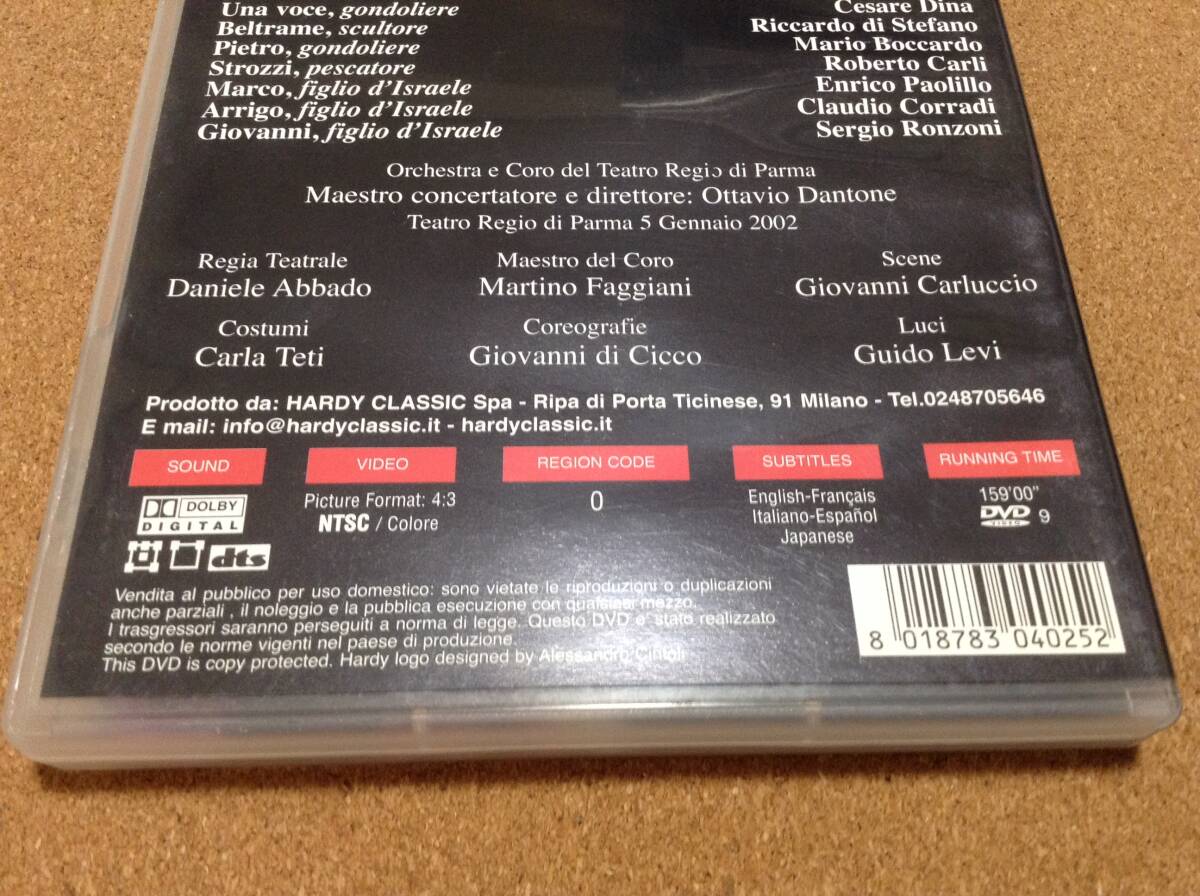 Una voce, gondoliere Cesare Dina
Beltrame, scultore Riccardo di Stefano
Pietro, gondoliere Mario Boccardo
Strozzi, pescatore Roberto Carli
Marco, figlio d'Israele Enrico Paolillo
Arrigo, figlio d'Israele Claudio Corradi
Giovanni, figlio d'Israele Sergio Ronzoni
Orchestra e Coro del Teatro Regio di Parma
Maestro concertatore e direttore: Ottavio Dantone
Teatro Regio di Parma 5 Gennaio 2002
Regia Teatrale Maestro del Coro Scene
Daniele Abbado Martino Faggiani Giovanni Carluccio
Costumi Coreografie Luci
Carla Teti Giovanni di Cicco Guido Levi
Prodotto da: HARDY CLASSIC Spa - Ripa di Porta Ticinese, 91 Milano - Tel.0248705646
E mail: info@hardyclassic.it - hardyclassic.it
SOUND VIDEO REGION CODE SUBTITLES RUNNING TIME
DOLBY
DIGITAL
dts
Picture Format: 4:3
NTSC / Colore
0
English-Français
Italiano-Español
Japanese
159'00"
DVD 9
VIDEO
Vendita al pubblico per uso domestico: sono vietate le riproduzioni o duplicazioni
anche parziali , il noleggio e la pubblica esecuzione con qualsiasi mezzo.
I trasgressori saranno perseguiti a norma di legge. Questo DVD e' stato realizzato
secondo le norme vigenti nel paese di produzione.
This DVD is copy protected. Hardy logo designed by Alessandro Cintoli
8 018783 040252